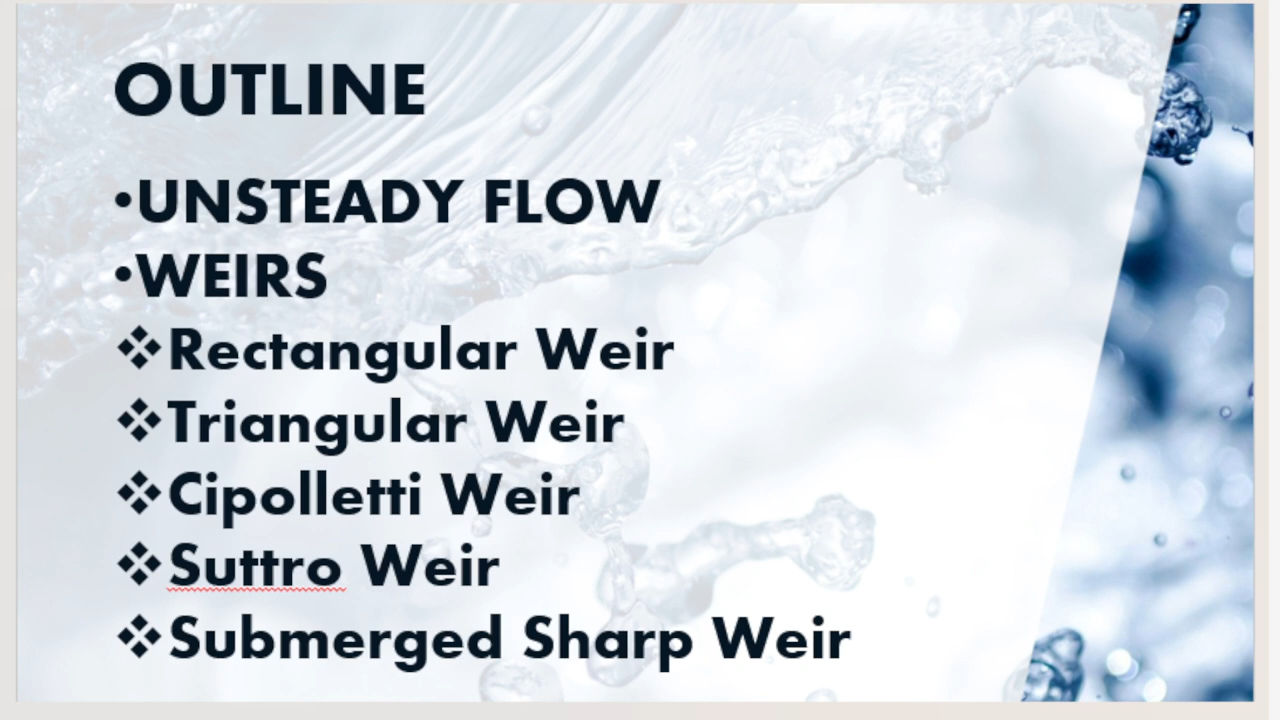 OUTLINE
•UNSTEADY FLOW
•WEIRS
❖Rectangular Weir
❖Triangular Weir
❖Cipolletti Weir
❖Suttro Weir
❖Submerged Sharp Weir